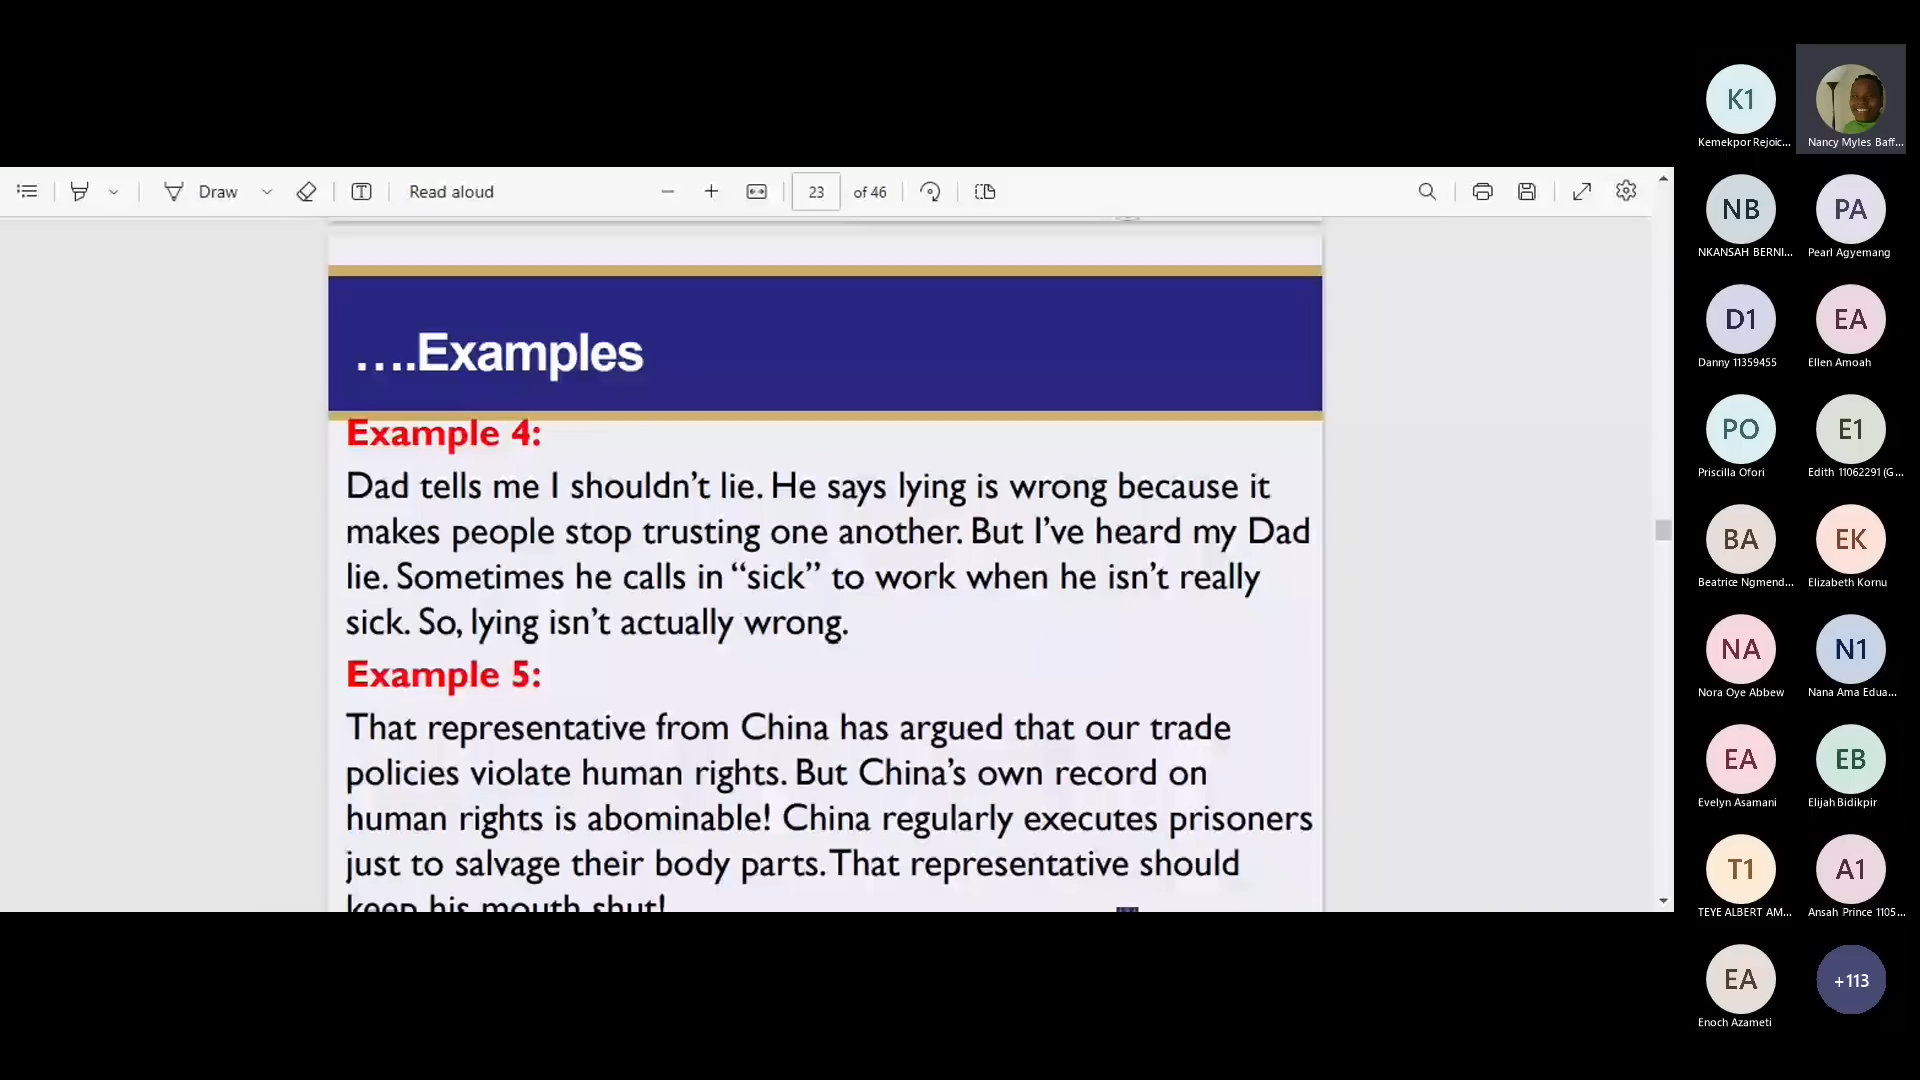 Draw
Read aloud
23 of 46
....Examples
Example 4:
Dad tells me I shouldn't lie. He says lying is wrong because it
makes people stop trusting one another. But I've heard my Dad
lie. Sometimes he calls in “sick” to work when he isn't really
sick. So, lying isn't actually wrong.
Example 5:
That representative from China has argued that our trade
policies violate human rights. But China's own record on
human rights is abominable! China regularly executes prisoners
just to salvage their body parts. That representative should
keep his mouth shut!
K1
Kemekpor Rejoic...
Nancy Myles Baff...
NB
NKANSAH BERNI...
PA
Pearl Agyemang
D1
Danny 11359455
EA
Ellen Amoah
PO
Priscilla Ofori
E1
Edith 11062291 (G...
BA
Beatrice Ngmend...
EK
Elizabeth Kornu
NA
Nora Oye Abbew
N1
Nana Ama Edua...
EA
Evelyn Asamani
EB
Elijah Bidikpir
T1
TEYE ALBERT AM...
A1
Ansah Prince 1105...
EA
Enoch Azameti
+113